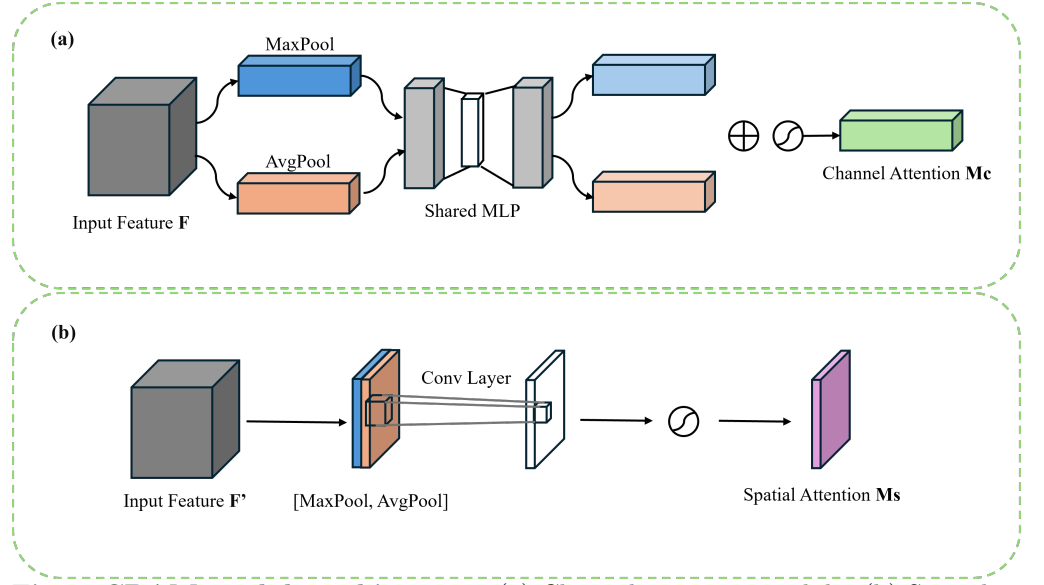 (a)
MaxPool
AvgPool
Input Feature F
Shared MLP
Channel Attention Mc
(b)
Conv Layer
Input Feature F’
[MaxPool, AvgPool]
Spatial Attention Ms